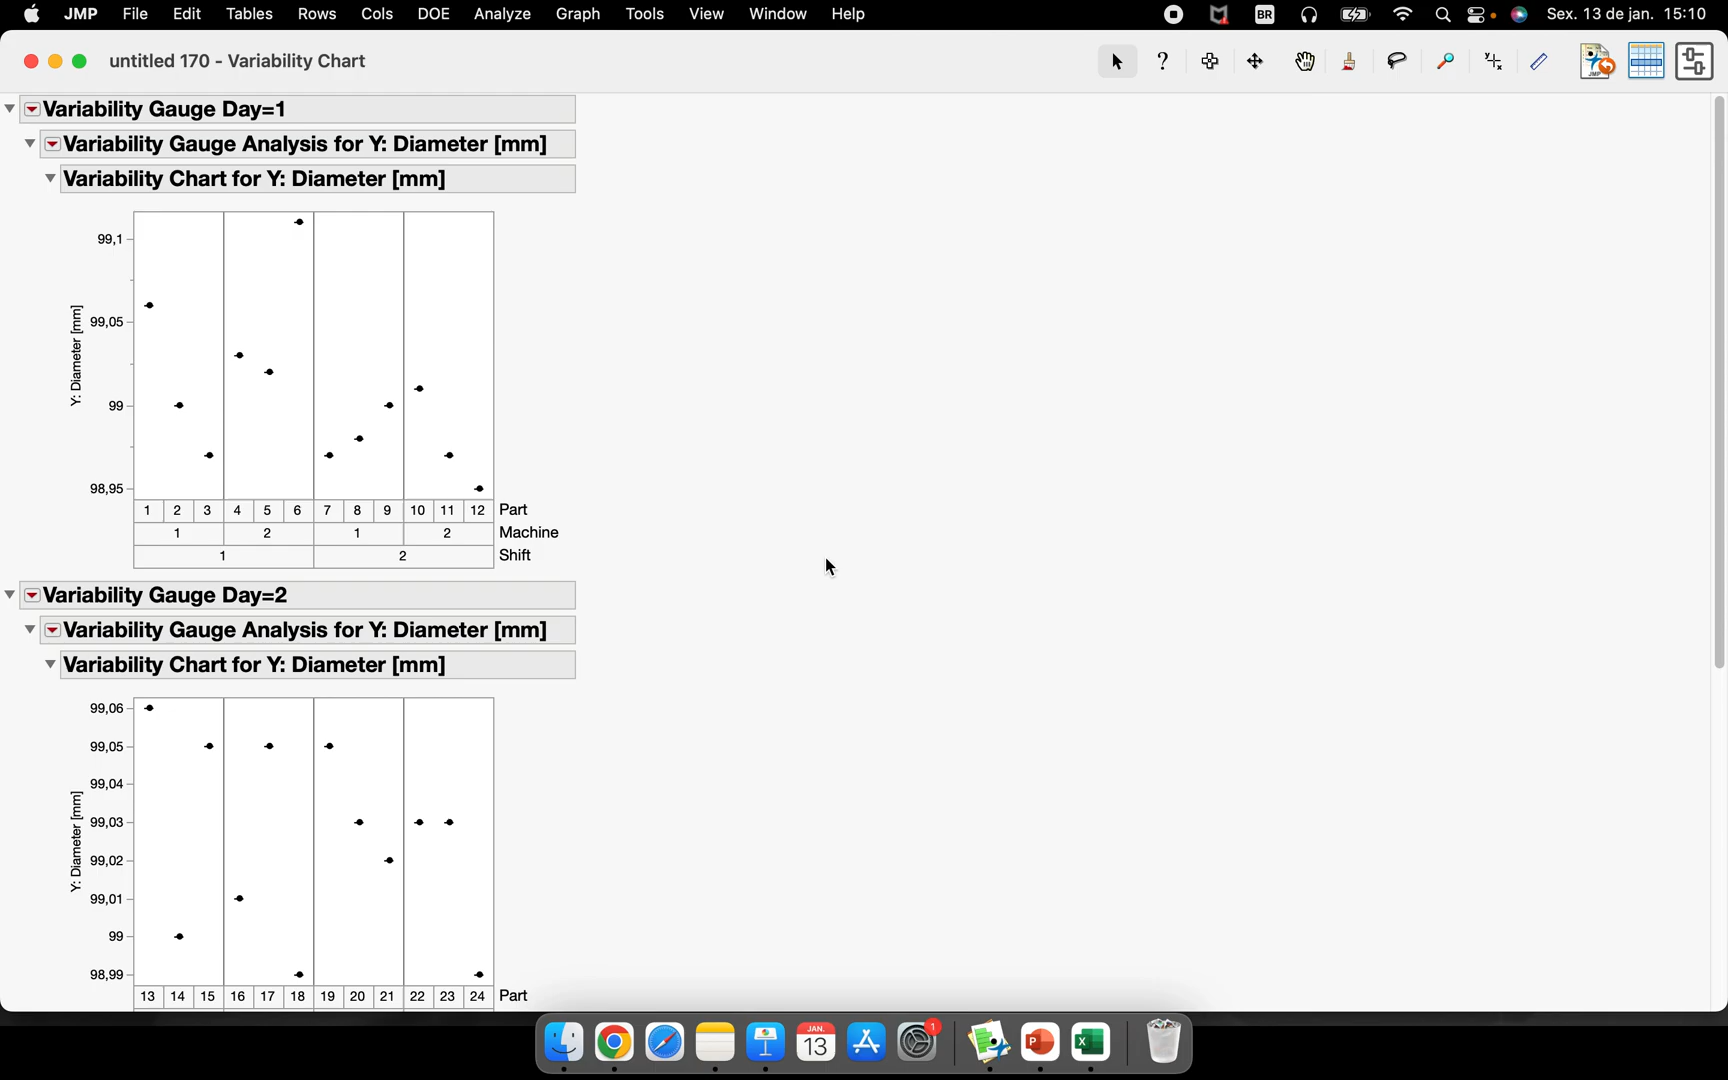 JMP File Edit Tables Rows Cols DOE Analyze Graph Tools View Window Help BR Sex. 13 de jan. 15:10
untitled 170 - Variability Chart
Variability Gauge Day=1
Variability Gauge Analysis for Y: Diameter [mm]
Variability Chart for Y: Diameter [mm]
99,1
99,05
99
98,95
Y: Diameter [mm]
1 2 3 4 5 6 7 8 9 10 11 12 Part
1 2 1 2 Machine
1 2 Shift
Variability Gauge Day=2
Variability Gauge Analysis for Y: Diameter [mm]
Variability Chart for Y: Diameter [mm]
99,06
99,05
99,04
99,03
99,02
99,01
99
98,99
Y: Diameter [mm]
13 14 15 16 17 18 19 20 21 22 23 24 Part
JAN.
13
1
P
X
JMP